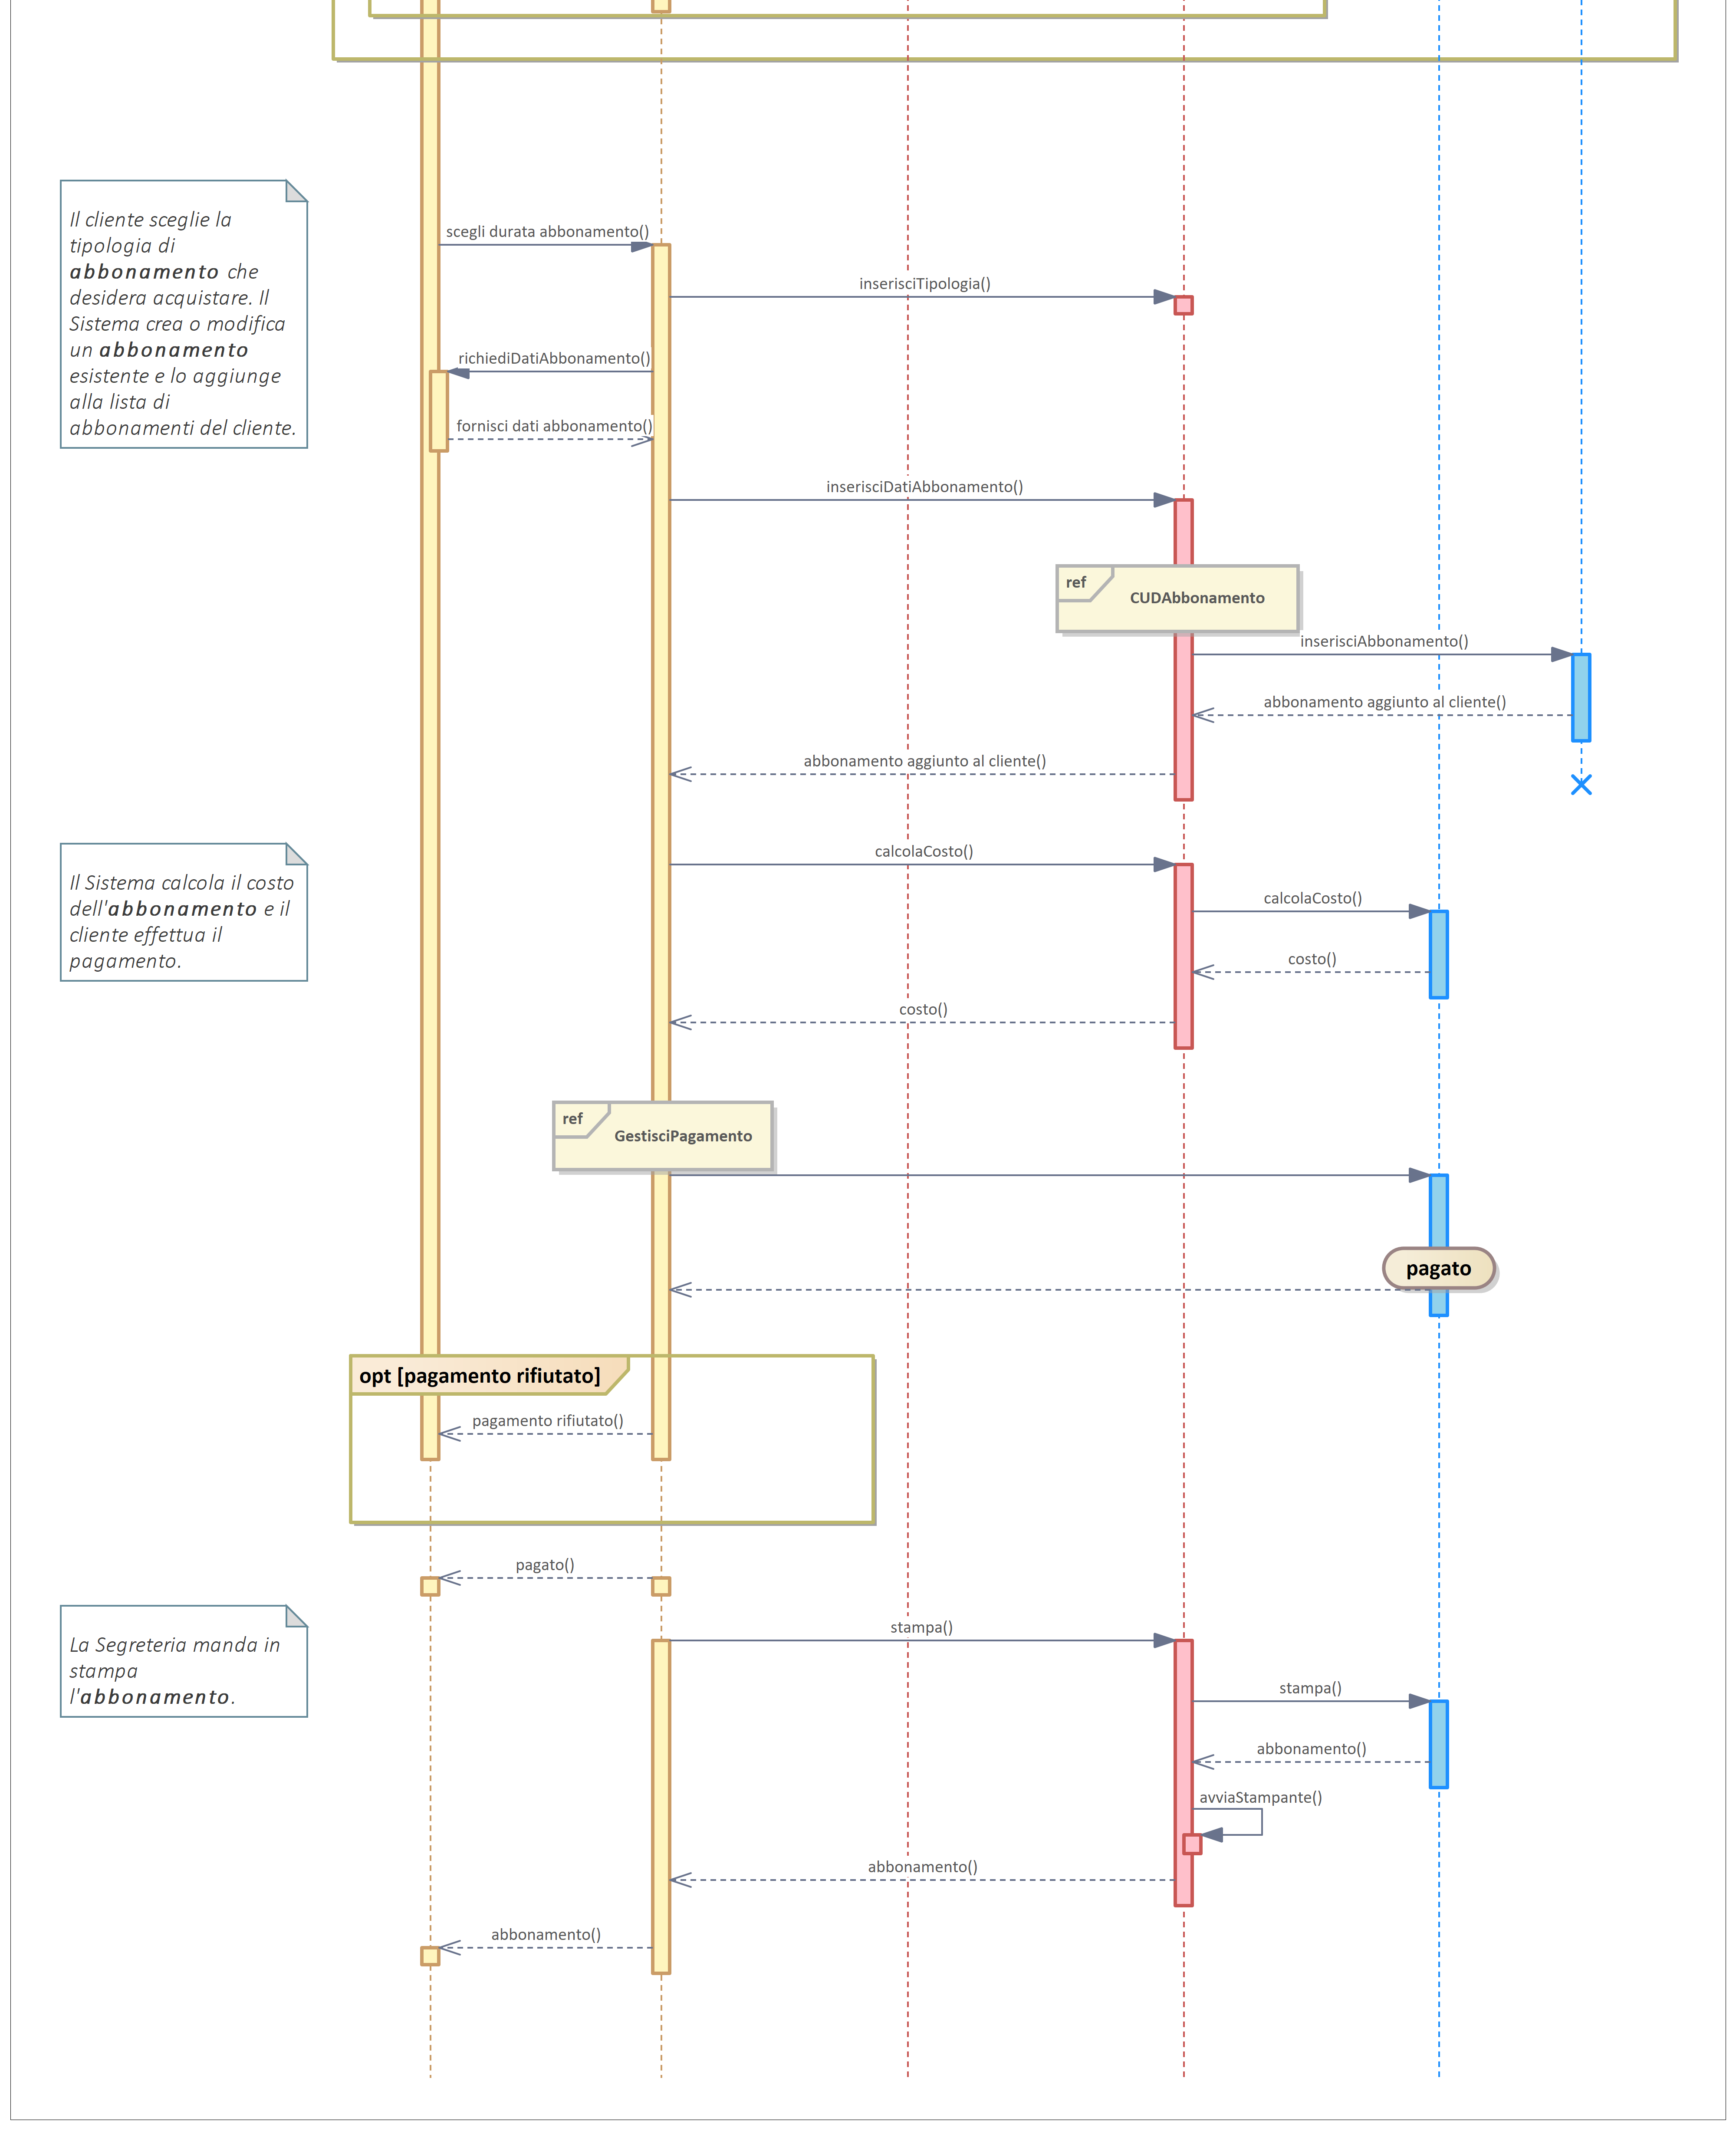 Il cliente sceglie la
tipologia di
abbonamento che
desidera acquistare. Il
Sistema crea o modifica
un abbonamento
esistente e lo aggiunge
alla lista di
abbonamenti del cliente.
scegli durata abbonamento()
inserisciTipologia()
richiediDatiAbbonamento()
fornisci dati abbonamento()
inserisciDatiAbbonamento()
ref
CUDAbbonamento
inserisciAbbonamento()
abbonamento aggiunto al cliente()
abbonamento aggiunto al cliente()
Il Sistema calcola il costo
dell'abbonamento e il
cliente effettua il
pagamento.
calcolaCosto()
calcolaCosto()
costo()
costo()
ref
GestisciPagamento
pagato
opt [pagamento rifiutato]
pagamento rifiutato()
pagato()
La Segreteria manda in
stampa
l'abbonamento.
stampa()
stampa()
abbonamento()
avviaStampante()
abbonamento()
abbonamento()